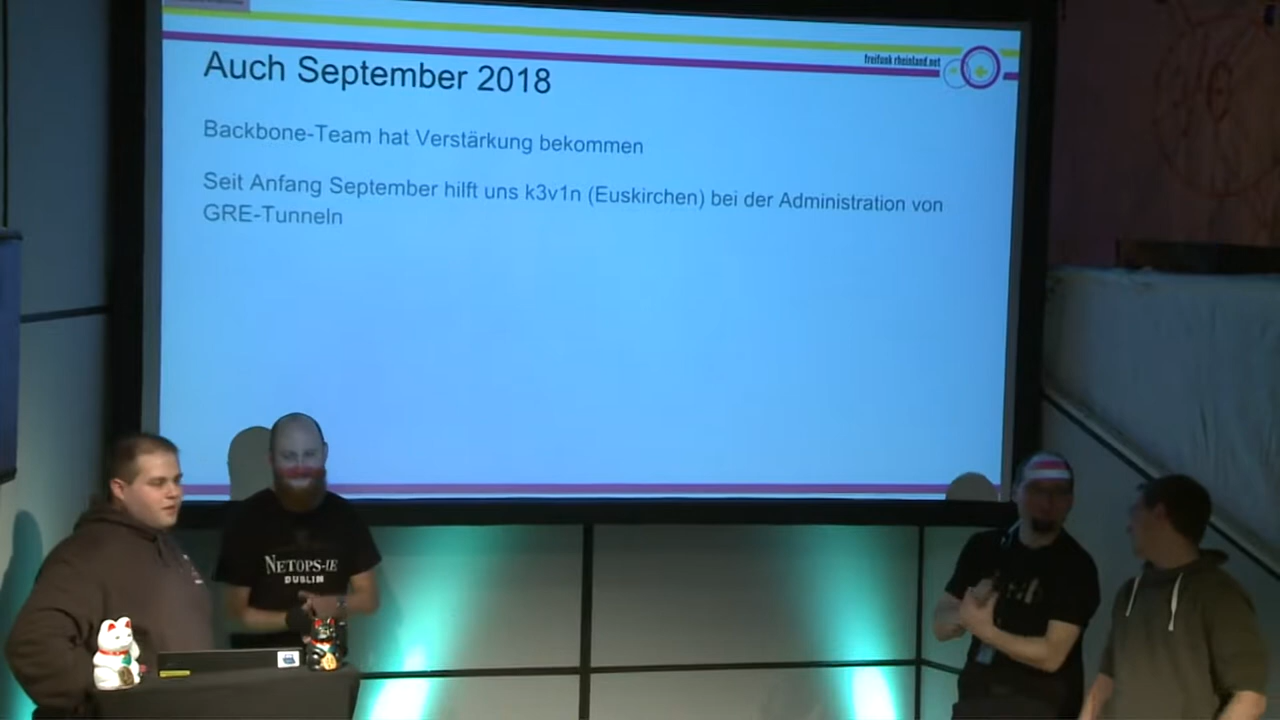 Auch September 2018
freifunk rheinland.net
Backbone-Team hat Verstärkung bekommen
Seit Anfang September hilft uns k3v1n (Euskirchen) bei der Administration von
GRE-Tunneln
NETOPS-IE
DUBLIN